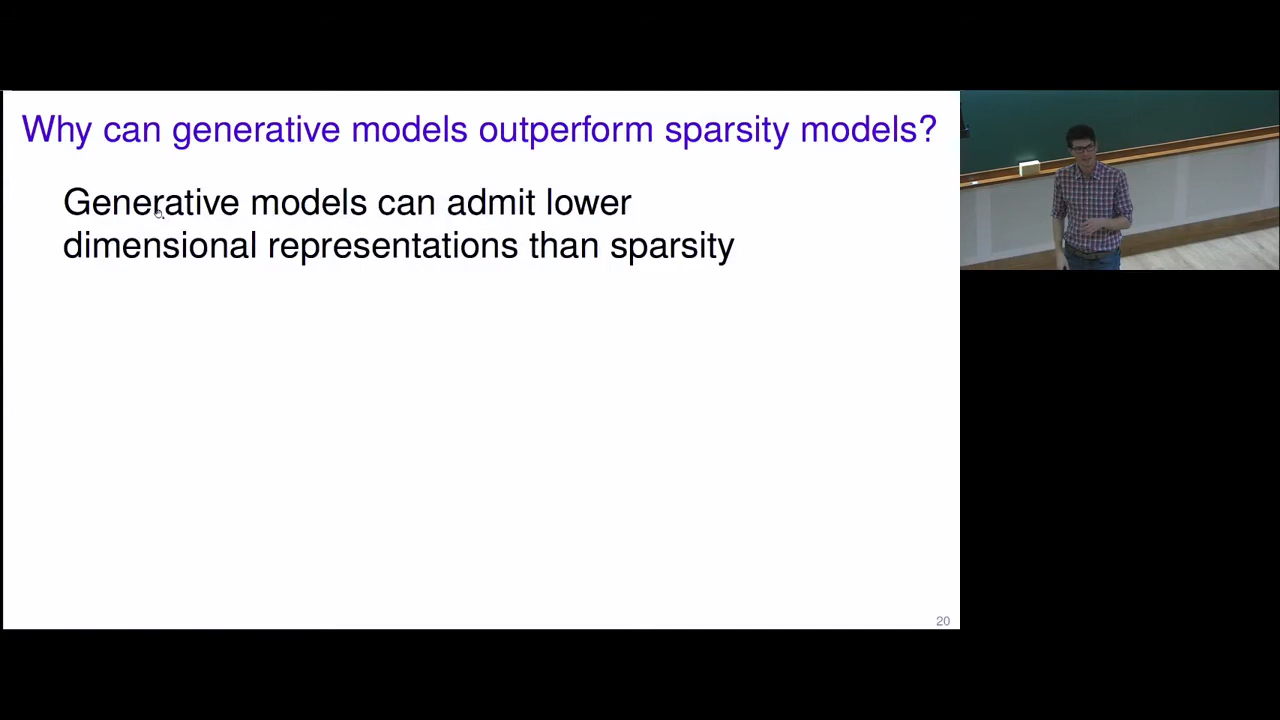 Why can generative models outperform sparsity models?
Generative models can admit lower
dimensional representations than sparsity
20